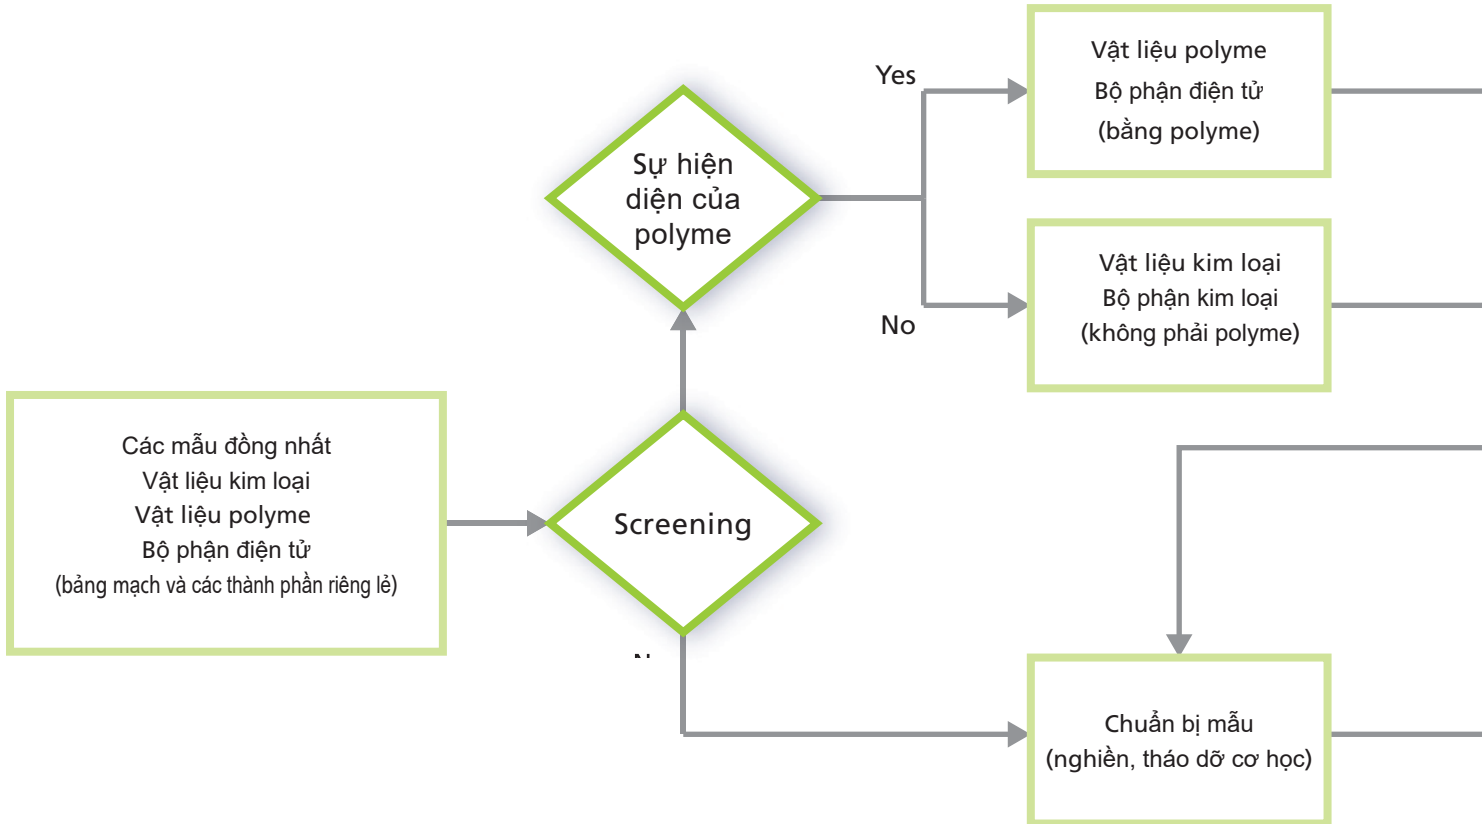 Các mẫu đồng nhất
Vật liệu kim loại
Vật liệu polyme
Bộ phận điện tử
(bảng mạch và các thành phần riêng lẻ)
Screening
Sự hiện
diện của
polyme
Yes
Vật liệu polyme
Bộ phận điện tử
(bằng polyme)
No
Vật liệu kim loại
Bộ phận kim loại
(không phải polyme)
Chuẩn bị mẫu
(nghiền, tháo dỡ cơ học)